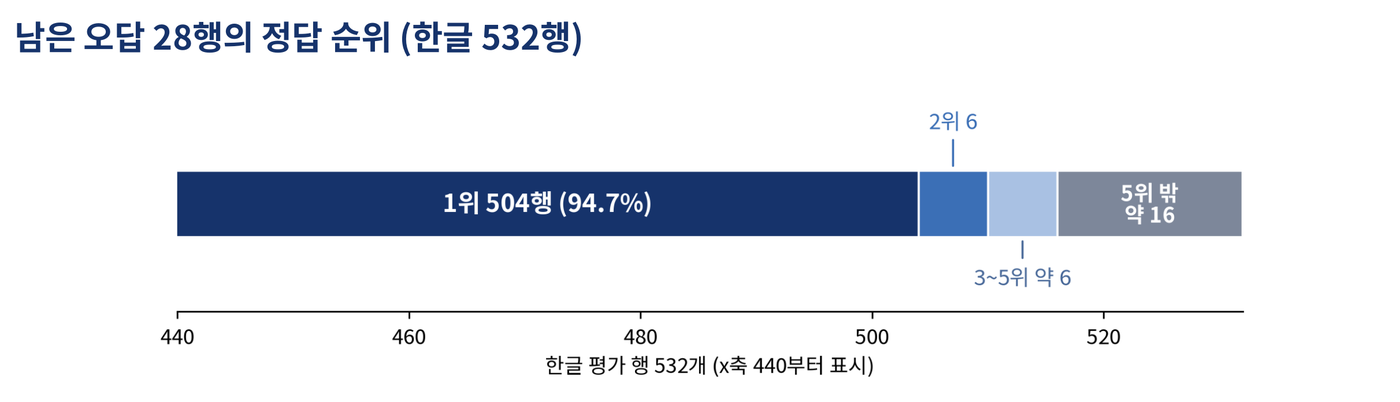 남은 오답 28행의 정답 순위 (한글 532행)
2위 6
1위 504행 (94.7%)
5위 밖
약 16
3~5위 약 6
440
460
480
500
520
한글 평가 행 532개 (x축 440부터 표시)